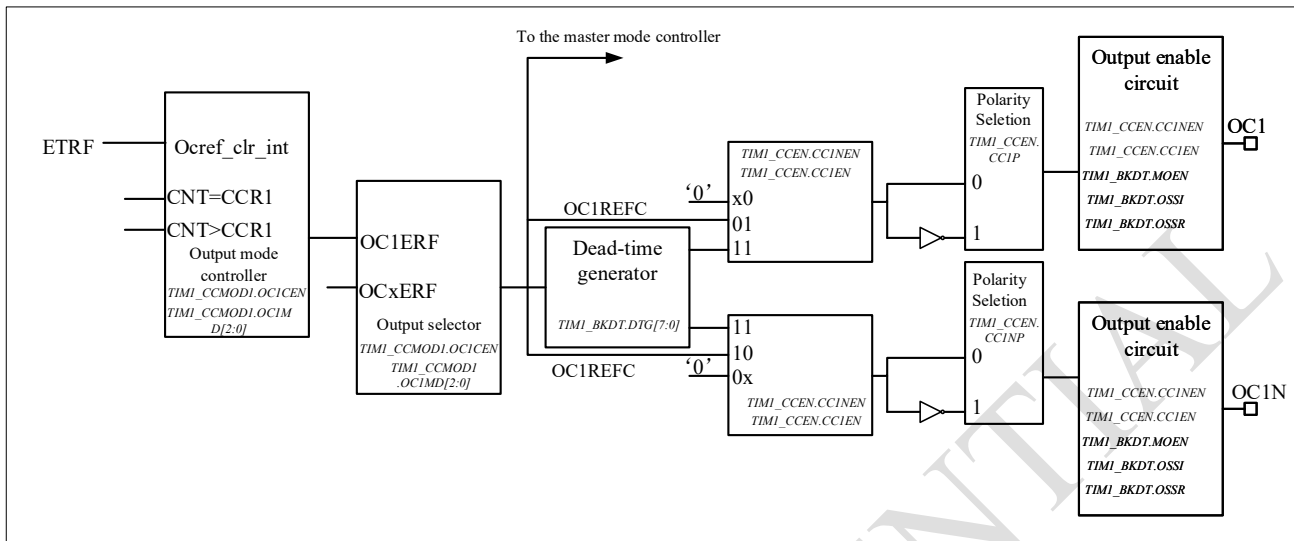 To the master mode controller
ETRF
Ocref_clr_int
CNT=CCR1
CNT>CCR1
Output mode
controller
TIM1_CCMOD1.OC1CEN
TIM1_CCMOD1.OC1M
D[2:0]
OC1ERF
OCxERF
Output selector
TIM1_CCMOD1.OC1CEN
TIM1_CCMOD1
.OC1MD[2:0]
OC1REFC
Dead-time
generator
TIM1_BKDT.DTG[7:0]
OC1REFC
TIM1_CCEN.CC1NEN
TIM1_CCEN.CC1EN
‘0’
x0
01
11
11
10
‘0’
0x
TIM1_CCEN.CC1NEN
TIM1_CCEN.CC1EN
Polarity
Seletion
TIM1_CCEN.
CC1P
0
1
Polarity
Seletion
TIM1_CCEN.
CC1NP
0
1
Output enable
circuit
TIM1_CCEN.CC1NEN
TIM1_CCEN.CC1EN
TIM1_BKDT.MOEN
TIM1_BKDT.OSSI
TIM1_BKDT.OSSR
OC1
Output enable
circuit
TIM1_CCEN.CC1NEN
TIM1_CCEN.CC1EN
TIM1_BKDT.MOEN
TIM1_BKDT.OSSI
TIM1_BKDT.OSSR
OC1N
NTIAL